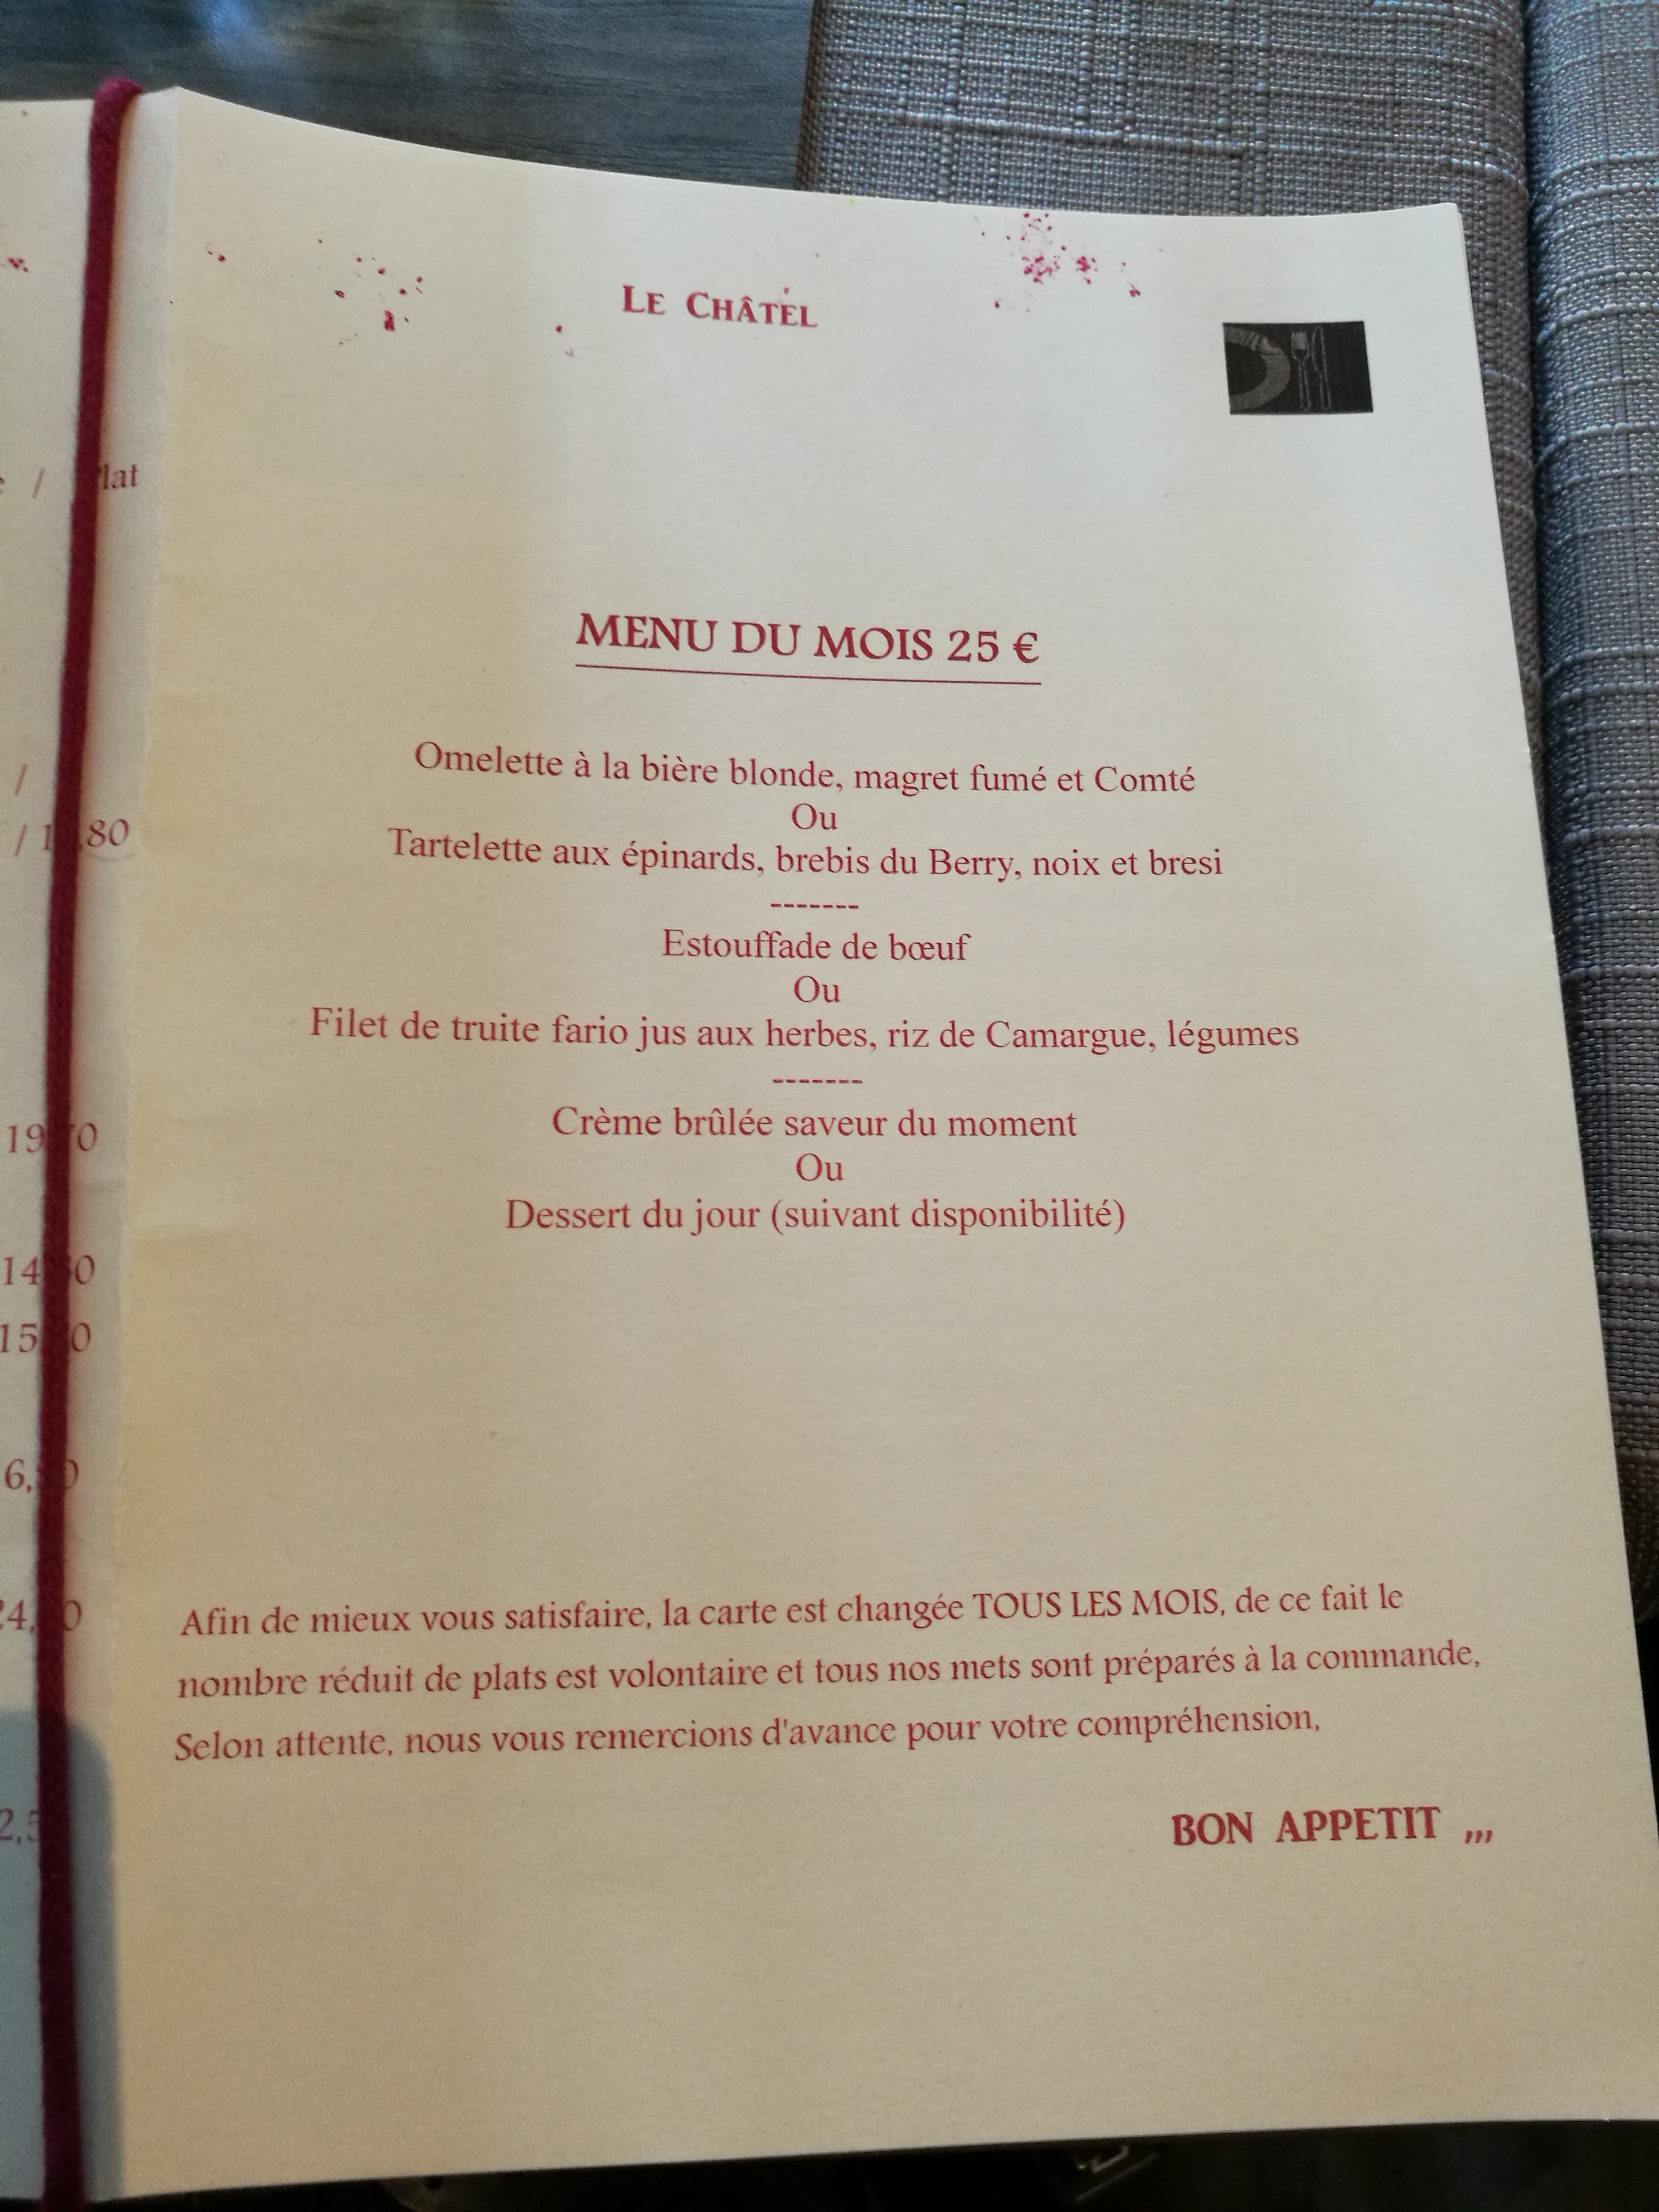 LE CHÂTEL
MENU DU MOIS 25 €
Omelette à la bière blonde, magret fumé et Comté
Ou
Tartelette aux épinards, brebis du Berry, noix et bresi
-------
Estouffade de bœuf
Ou
Filet de truite fario jus aux herbes, riz de Camargue, légumes
-------
Crème brûlée saveur du moment
Ou
Dessert du jour (suivant disponibilité)
Afin de mieux vous satisfaire, la carte est changée TOUS LES MOIS, de ce fait le
nombre réduit de plats est volontaire et tous nos mets sont préparés à la commande,
Selon attente, nous vous remercions d'avance pour votre compréhension,
BON APPETIT ,,,